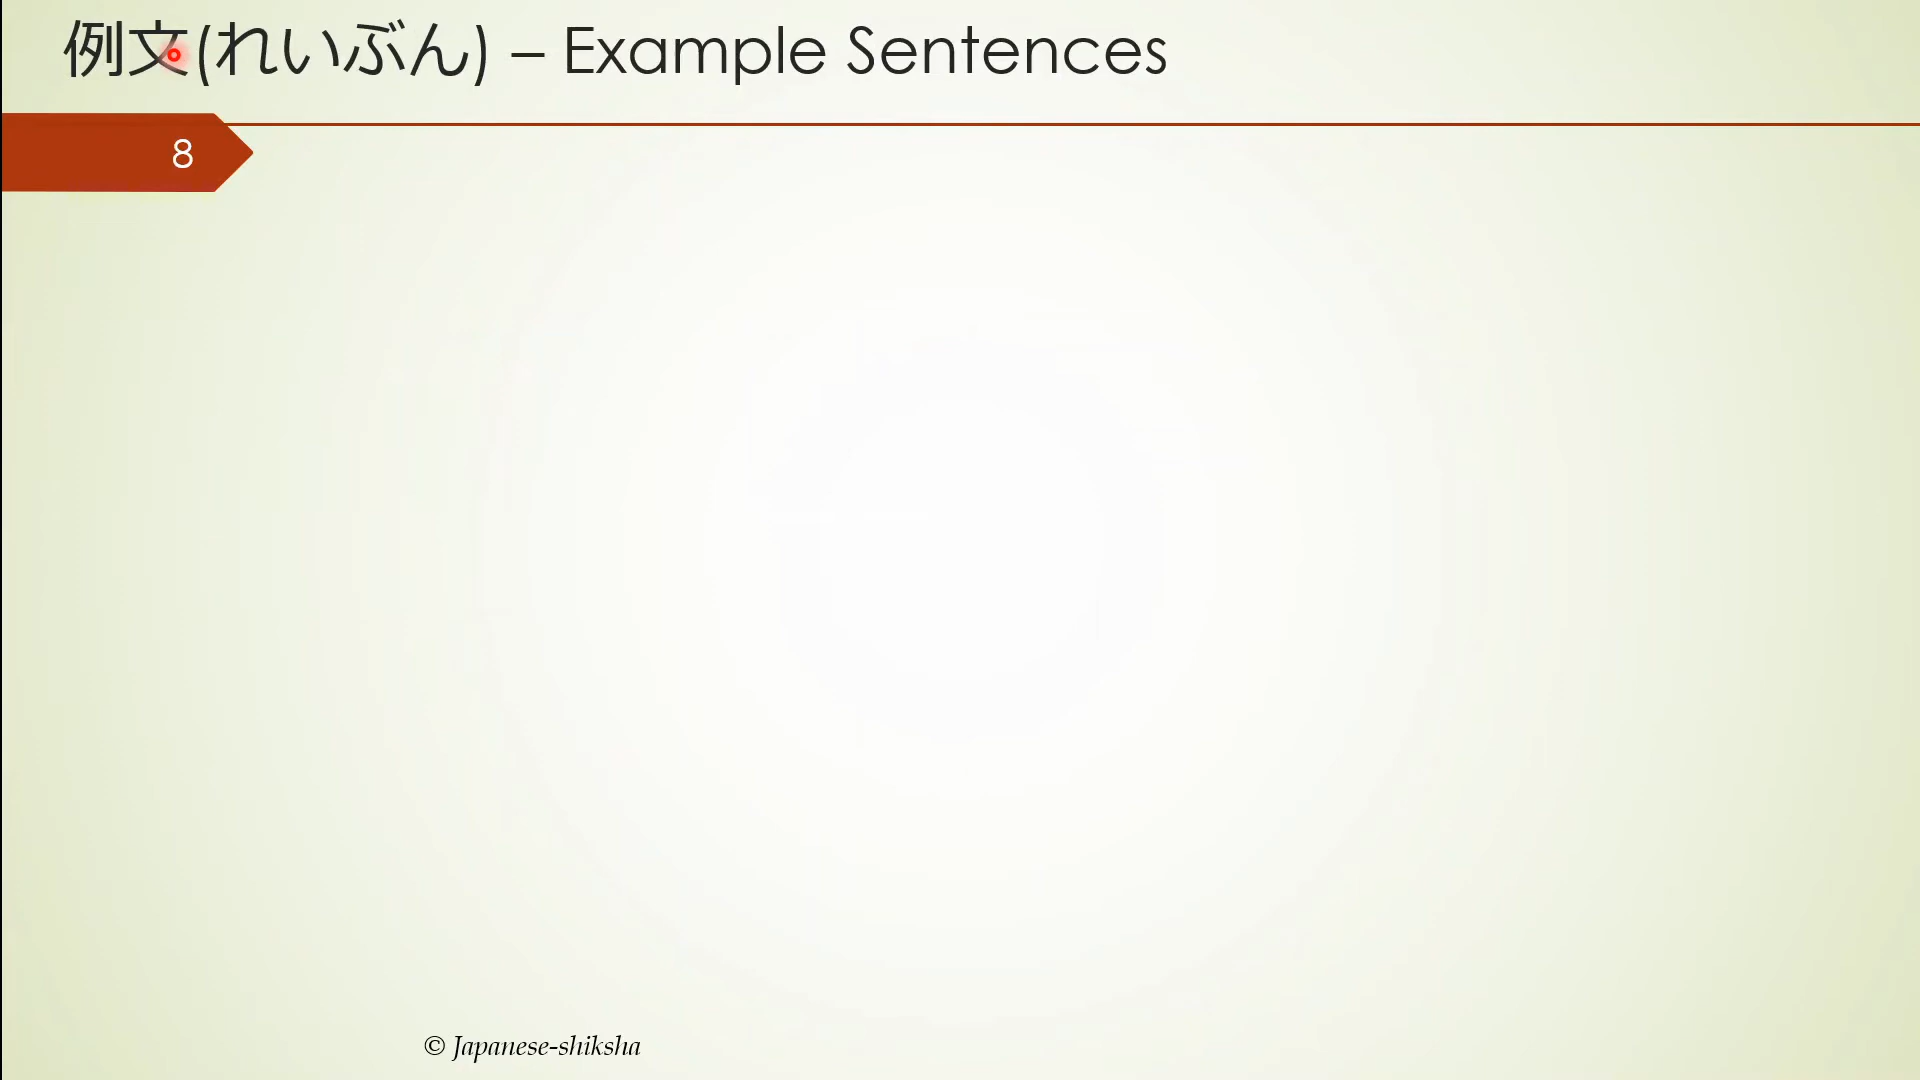 例文(れいぶん) – Example Sentences
8
© Japanese-shiksha